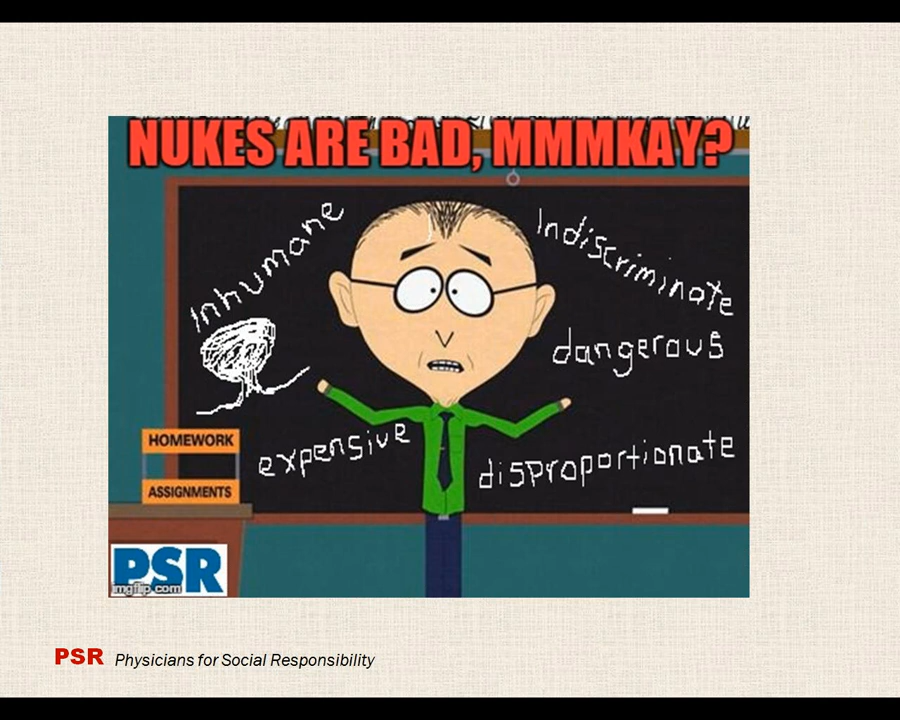 NUKES ARE BAD, MMMKAY?
Inhumane
Indiscriminate
dangerous
expensive
disproportionate
HOMEWORK
ASSIGNMENTS
PSR
imgflip.com
PSR Physicians for Social Responsibility